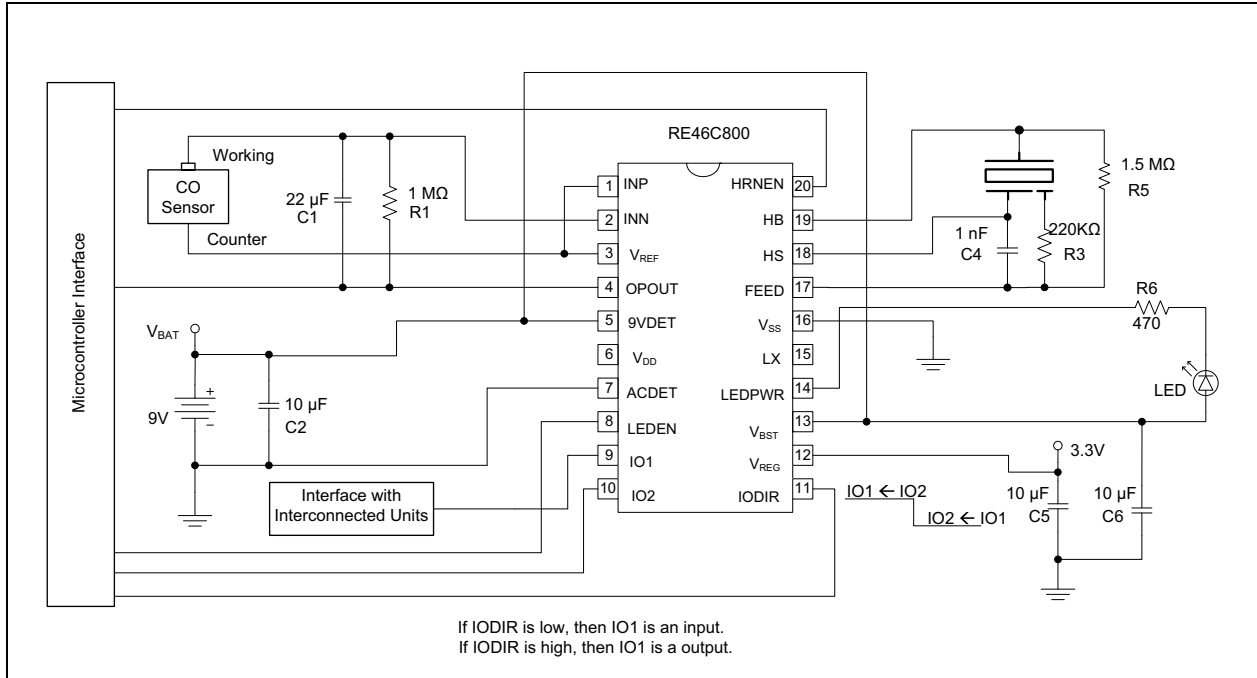 Microcontroller Interface
Working
CO
Sensor
Counter
22 µF
C1
1 MΩ
R1
VBAT
9V
+
–
10 µF
C2
Interface with
Interconnected Units
RE46C800
1 INP
2 INN
3 VREF
4 OPOUT
5 9VDET
6 VDD
7 ACDET
8 LEDEN
9 IO1
10 IO2
HRNEN 20
HB 19
HS 18
FEED 17
VSS 16
LX 15
LEDPWR 14
VBST 13
VREG 12
IODIR 11
1.5 MΩ
R5
1 nF
C4
220KΩ
R3
R6
470
LED
3.3V
10 µF
C5
10 µF
C6
IO1 ← IO2
IO2 ← IO1
If IODIR is low, then IO1 is an input.
If IODIR is high, then IO1 is a output.